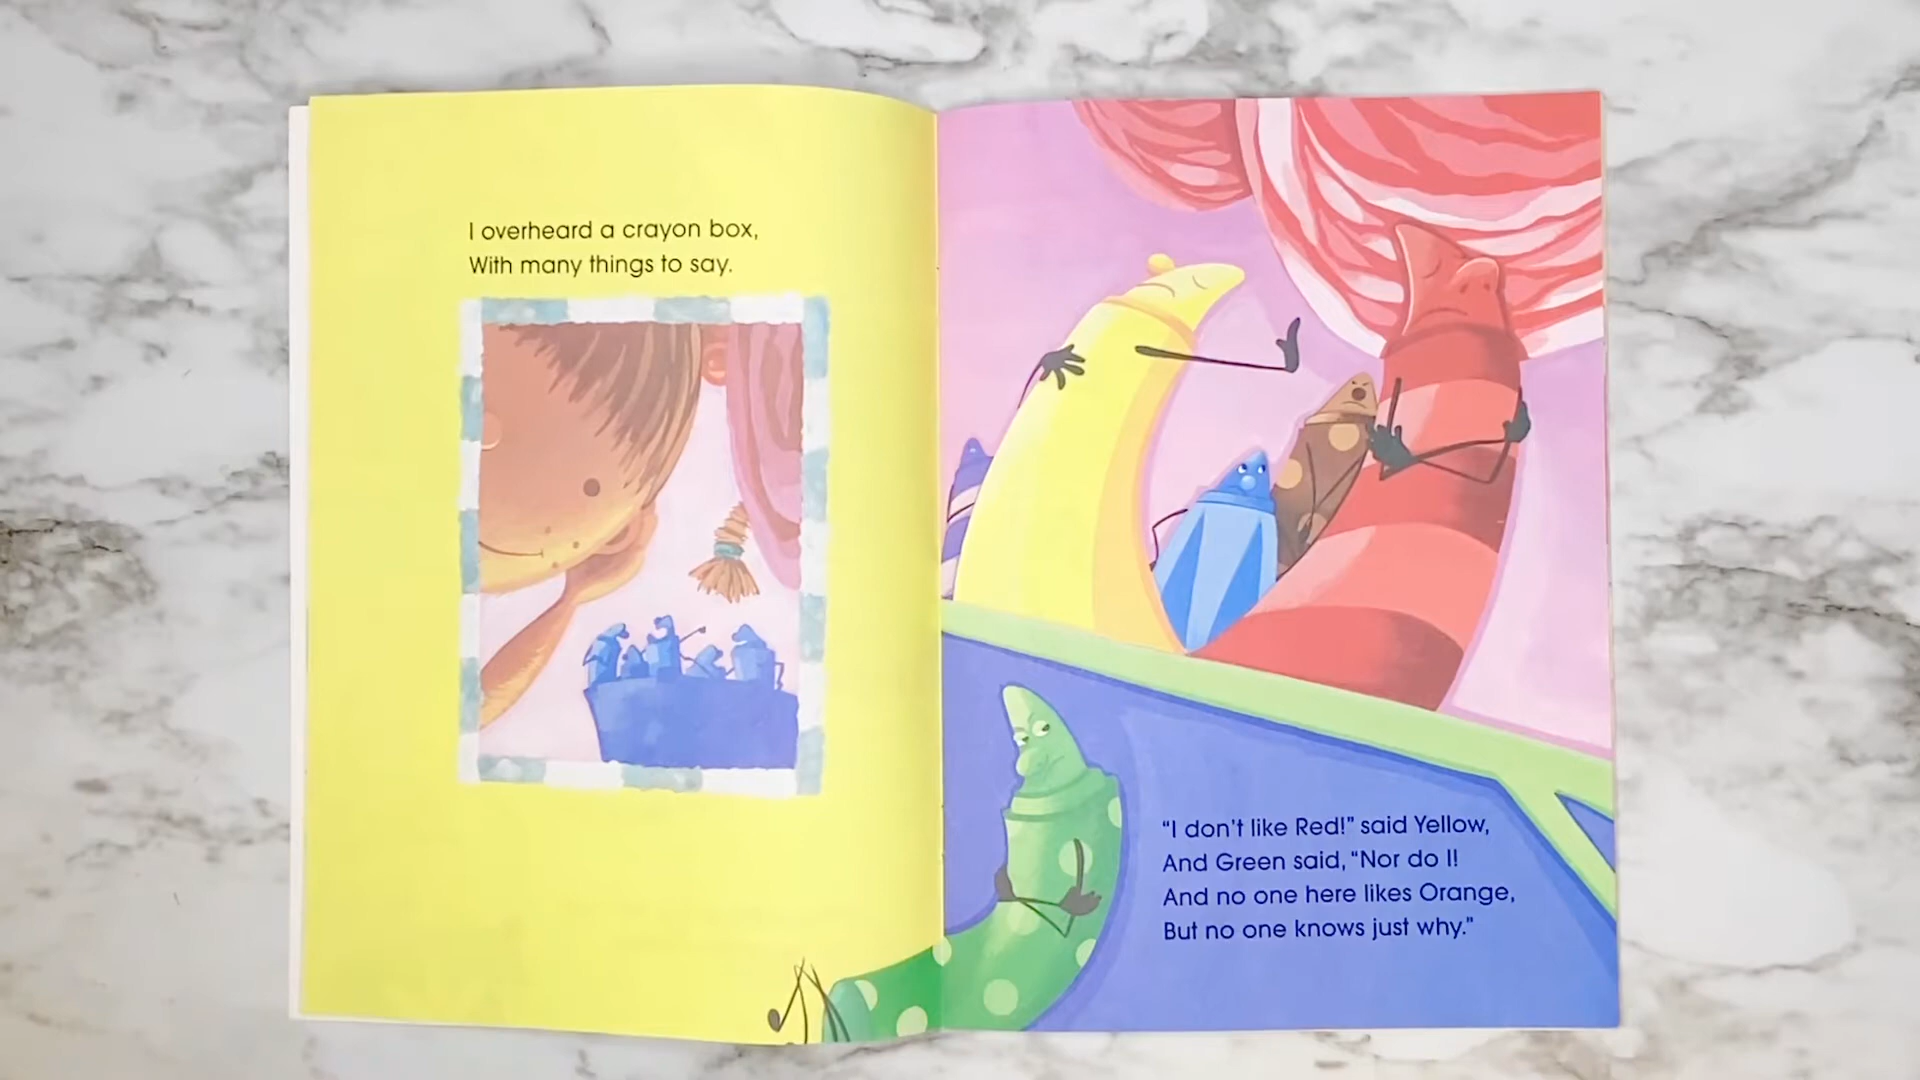 I overheard a crayon box,
With many things to say.
“I don’t like Red!” said Yellow,
And Green said, “Nor do I!
And no one here likes Orange,
But no one knows just why.”